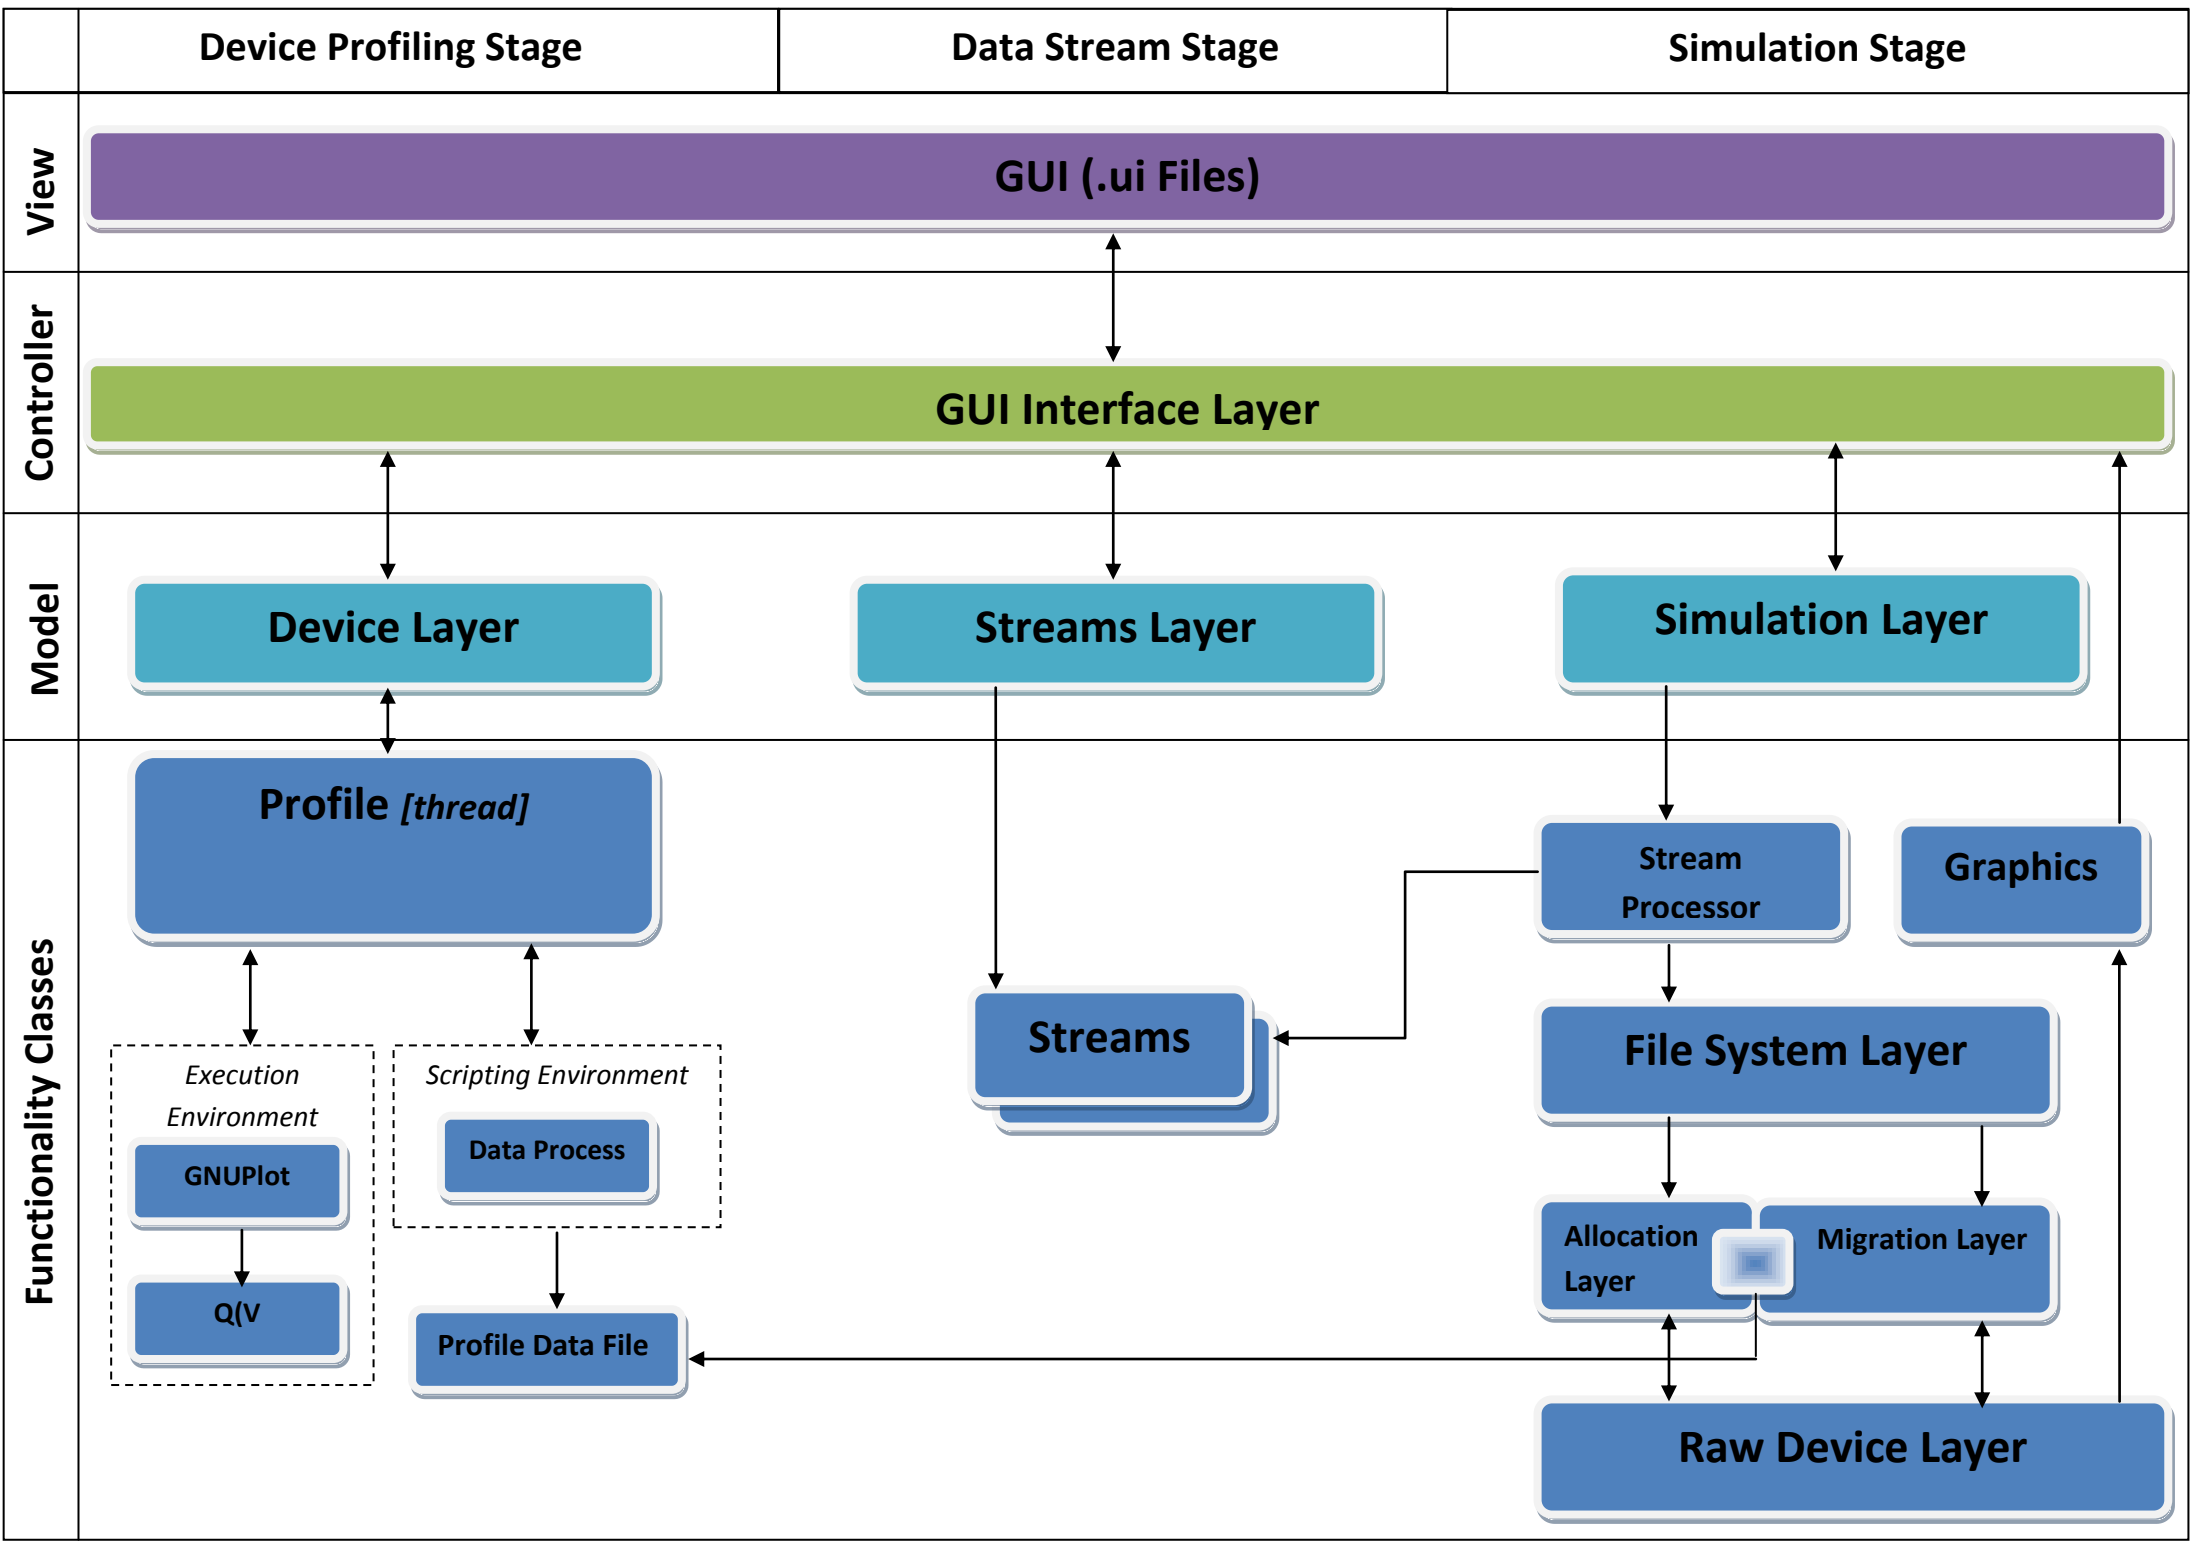 Device Profiling Stage
Data Stream Stage
Simulation Stage
View
GUI (.ui Files)
Controller
GUI Interface Layer
Model
Device Layer
Streams Layer
Simulation Layer
Functionality Classes
Profile [thread]
Stream
Processor
Graphics
Streams
File System Layer
Execution
Environment
Scripting Environment
GNUPlot
Data Process
Q(V
Profile Data File
Allocation
Layer
Migration Layer
Raw Device Layer